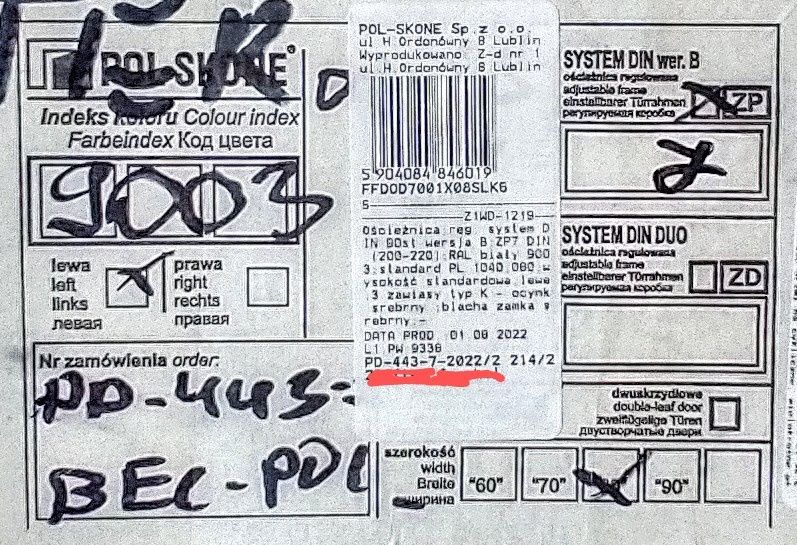 POL-SKONE
Indeks koloru Colour index
Farbeindex Код цвета
9003
lewa
left
links
левая
prawa
right
rechts
правая
Nr zamówienia order:
PD-443-
BEC-POL
POL-SKONE Sp.z o.o.
ul.H.Ordonówny 8 Lublin
Wyprodukowano: Z-d nr 1
ul.H.Ordonówny 8 Lublin
5 904084 846019
FFD0D7001X08SLK6
S
Z1WD-1219
Ościeżnica reg. system D
IN 80st wersja B:ZP7 DIN
(200-220):RAL biały 900
3:standard PL 1040.080:w
ysokość standardowa:lewe
:3 zawiasy typ K - ocynk
srebrny:blacha zamka s
rebrny:-
DATA PROD. 01.08.2022
L1 PW 9338
PD-443-7-2022/2 214/2
SYSTEM DIN wer. B
ościeżnica regulowana
adjustable frame
einstellbarer Türrahmen
регулируемая коробка
ZP
7
SYSTEM DIN DUO
ościeżnica regulowana
adjustable frame
einstellbarer Türrahmen
регулируемая коробка
ZD
dwuskrzydłowe
double-leaf door
zweiflügelige Türen
двустворчатые двери
szerokość
width
Breite
ширина
"60"
"70"
"80"
"90"